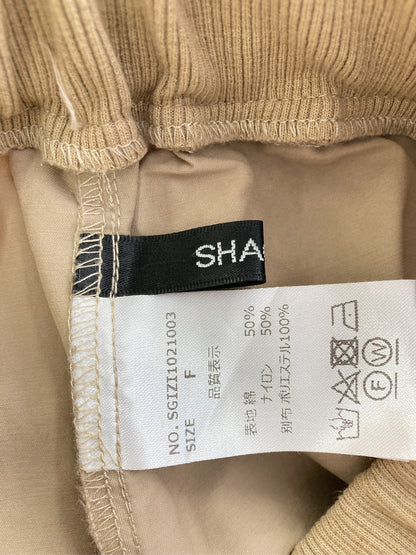 SHA
NO. SGIZI1021003
SIZE F
品質表示
表地 綿 50%
ナイロン 50%
別布 ポリエステル100%
F W